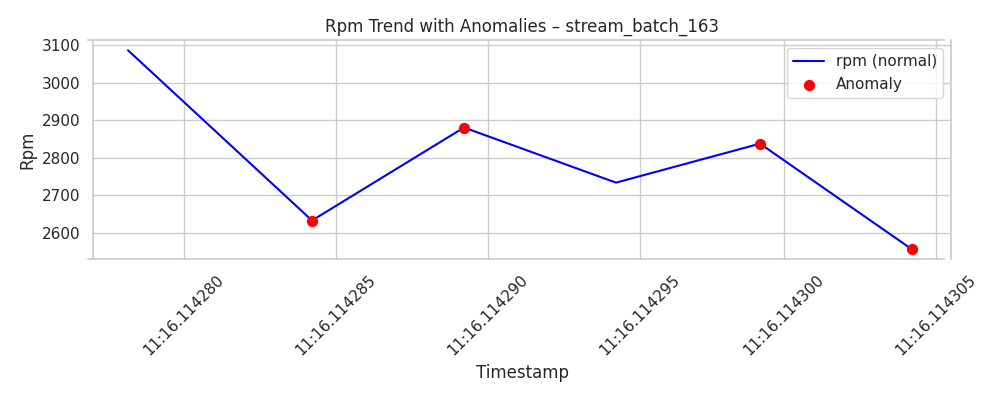 Rpm Trend with Anomalies – stream_batch_163
rpm (normal)
Anomaly
Rpm
3100
3000
2900
2800
2700
2600
11:16.114280
11:16.114285
11:16.114290
11:16.114295
11:16.114300
11:16.114305
Timestamp